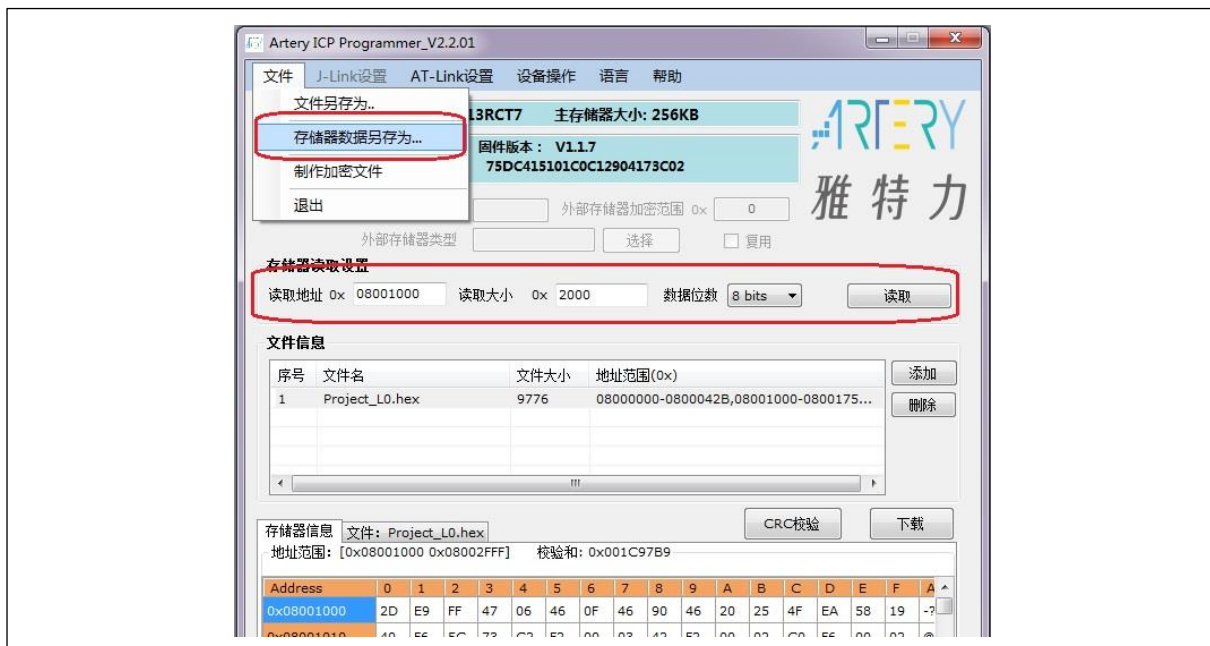 Artery ICP Programmer_V2.2.01
文件 J-Link设置 AT-Link设置 设备操作 语言 帮助
文件另存为..
存储器数据另存为...
制作加密文件
退出
13RCT7 主存储器大小: 256KB
固件版本： V1.1.7
75DC415101C0C12904173C02
ARTERY
雅特力
外部存储器加密范围 0x 0
外部存储器类型 选择 复用
存储器读取设置
读取地址 0x 08001000 读取大小 0x 2000 数据位数 8 bits 读取
文件信息
序号 文件名 文件大小 地址范围(0x) 添加
1 Project_L0.hex 9776 08000000-0800042B,08001000-0800175... 删除
存储器信息 文件: Project_L0.hex CRC校验 下载
地址范围: [0x08001000 0x08002FFF] 校验和: 0x001C97B9
Address 0 1 2 3 4 5 6 7 8 9 A B C D E F A
0x08001000 2D E9 FF 47 06 46 0F 46 90 46 20 25 4F EA 58 19 -?